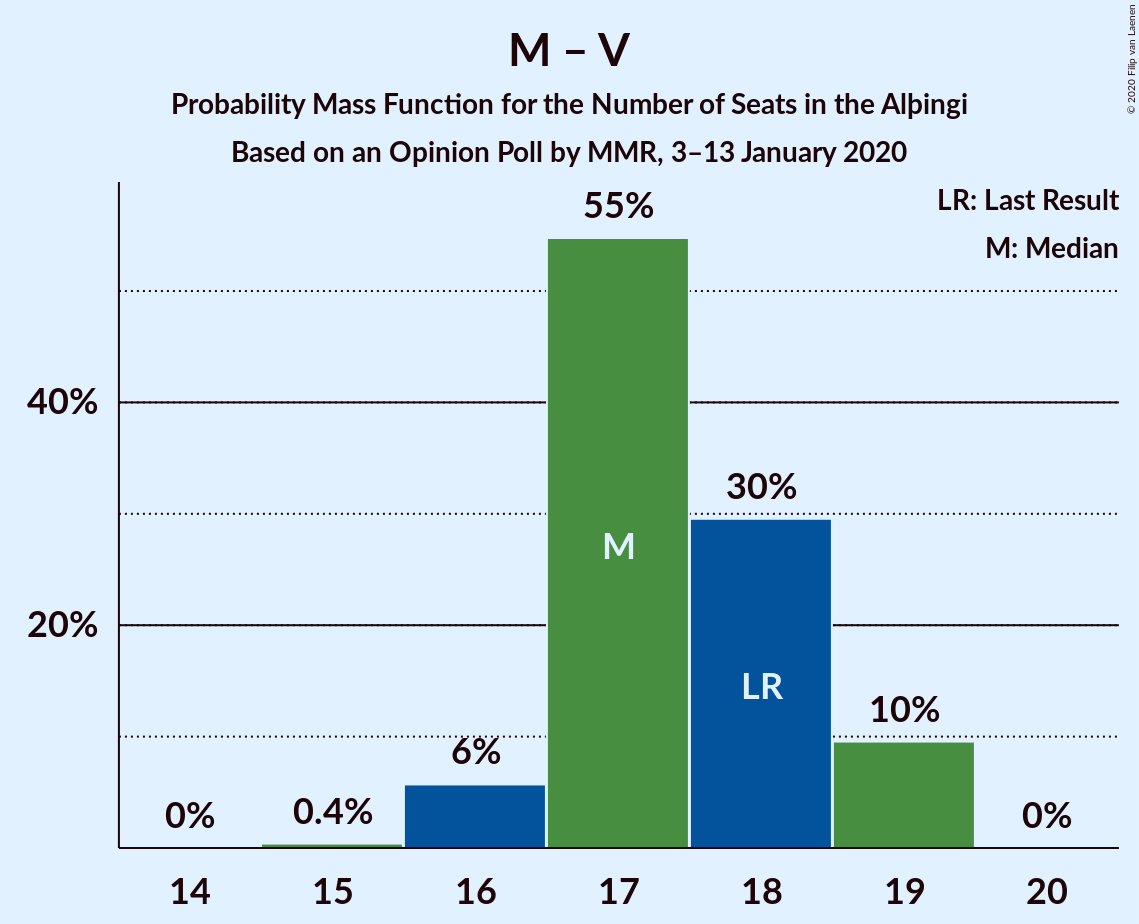 M – V
Probability Mass Function for the Number of Seats in the Alþingi
Based on an Opinion Poll by MMR, 3–13 January 2020
© 2020 Filip van Laenen
LR: Last Result
M: Median
55%
40%
30%
M
20%
LR
10%
6%
0%
0.4%
0%
14
15
16
17
18
19
20